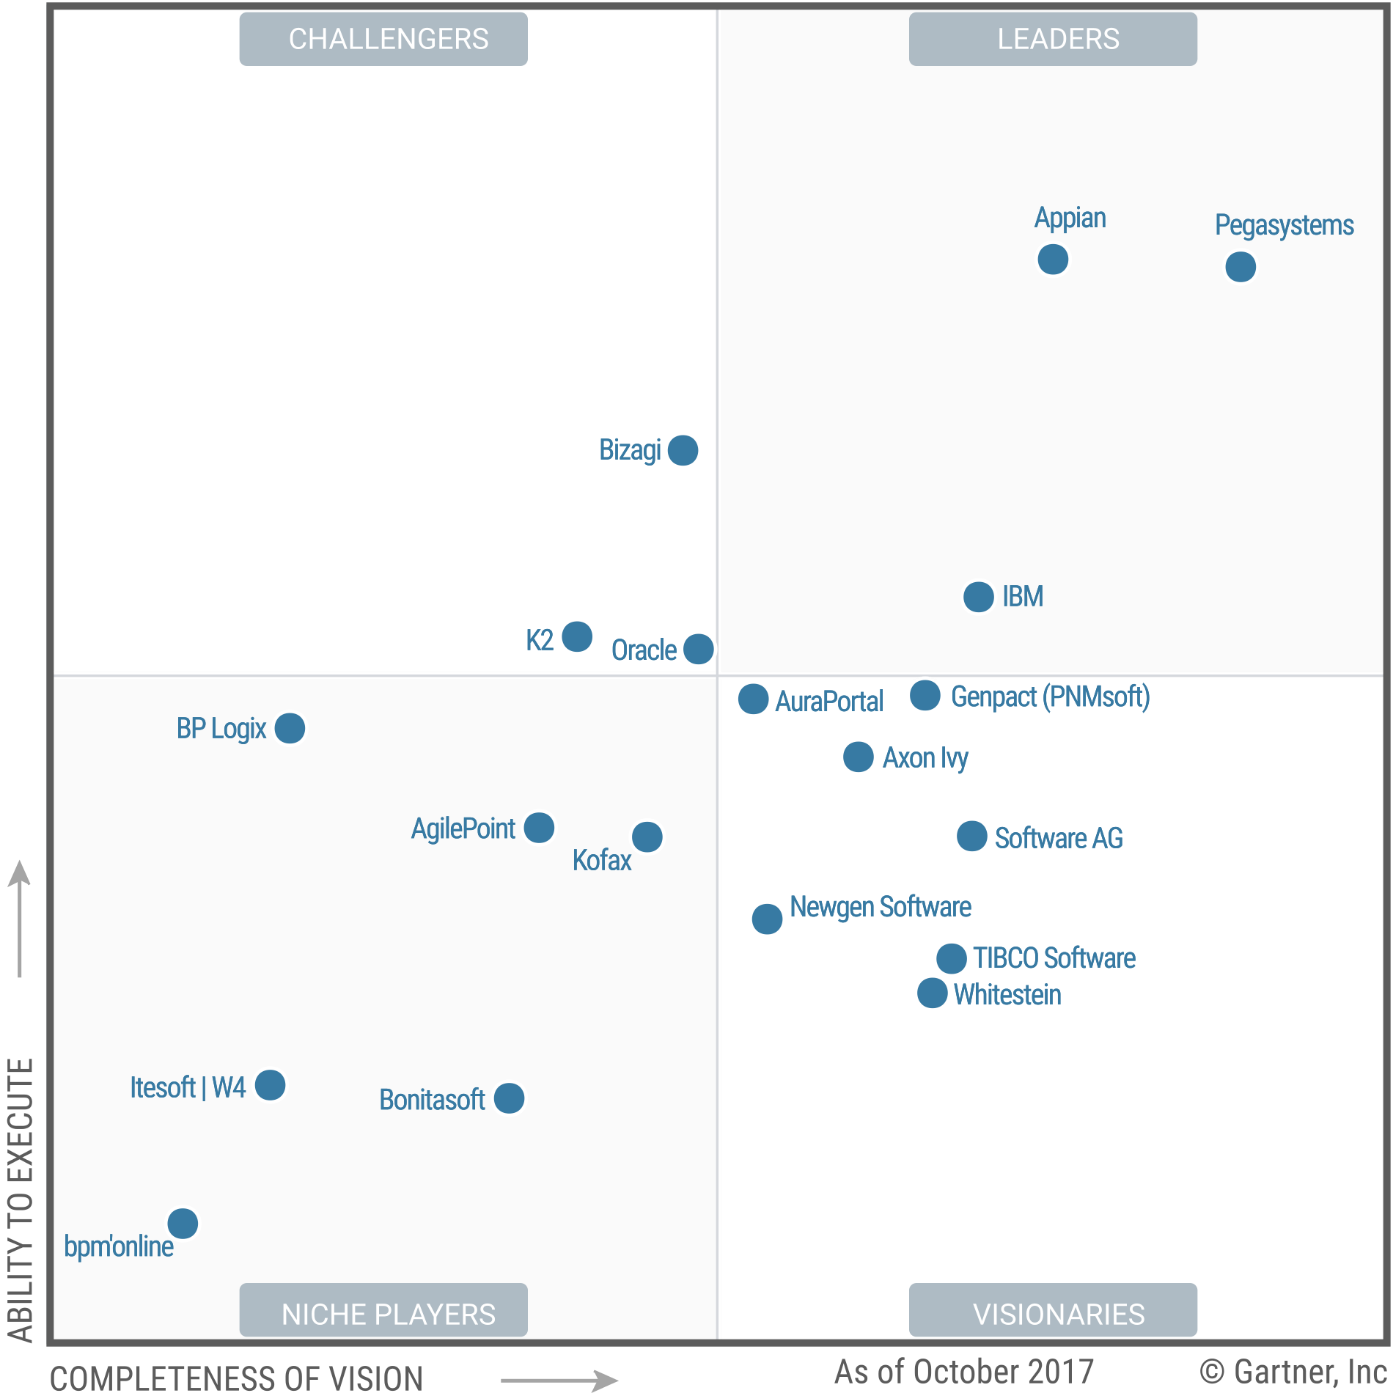 CHALLENGERS
LEADERS
Appian
Pegasystems
Bizagi
IBM
K2
Oracle
AuraPortal
Genpact (PNMsoft)
BP Logix
Axon Ivy
AgilePoint
Kofax
Software AG
Newgen Software
TIBCO Software
Whitestein
Itesoft | W4
Bonitasoft
bpm'online
NICHE PLAYERS
VISIONARIES
ABILITY TO EXECUTE
COMPLETENESS OF VISION
As of October 2017
© Gartner, Inc